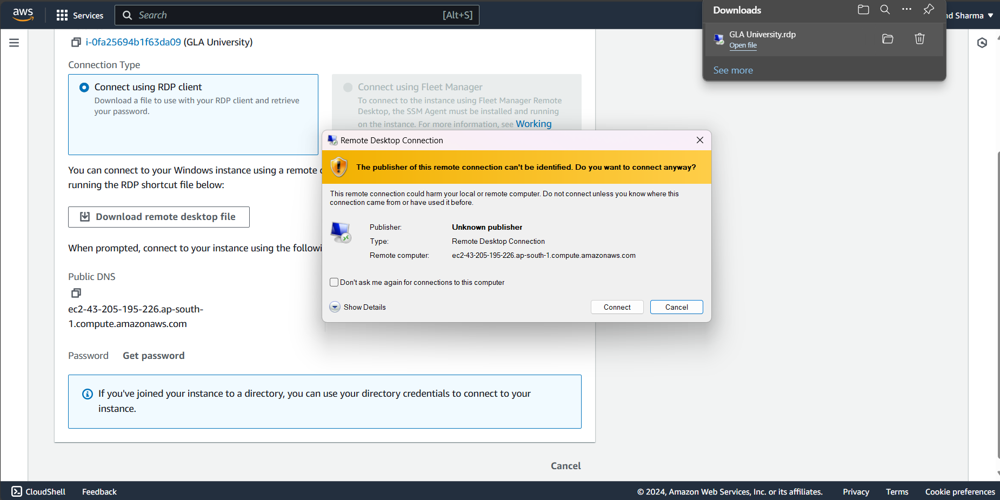 aws
Services
Search
[Alt+S]
Downloads
GLA University.rdp
Open file
See more
Sharma
i-0fa25694b1f63da09 (GLA University)
Connection Type
Connect using RDP client
Download a file to use with your RDP client and retrieve
your password.
Connect using Fleet Manager
To connect to the instance using Fleet Manager Remote
Desktop, the SSM Agent must be installed and running
on the instance. For more information, see Working
You can connect to your Windows instance using a remote
running the RDP shortcut file below:
Download remote desktop file
When prompted, connect to your instance using the followi
Public DNS
ec2-43-205-195-226.ap-south-
1.compute.amazonaws.com
Password Get password
If you've joined your instance to a directory, you can use your directory credentials to connect to your
instance.
Cancel
Remote Desktop Connection
The publisher of this remote connection can't be identified. Do you want to connect anyway?
This remote connection could harm your local or remote computer. Do not connect unless you know where this
connection came from or have used it before.
Publisher: Unknown publisher
Type: Remote Desktop Connection
Remote computer: ec2-43-205-195-226.ap-south-1.compute.amazonaws.com
Don't ask me again for connections to this computer
Show Details
Connect
Cancel
CloudShell
Feedback
© 2024, Amazon Web Services, Inc. or its affiliates.
Privacy
Terms
Cookie preferences